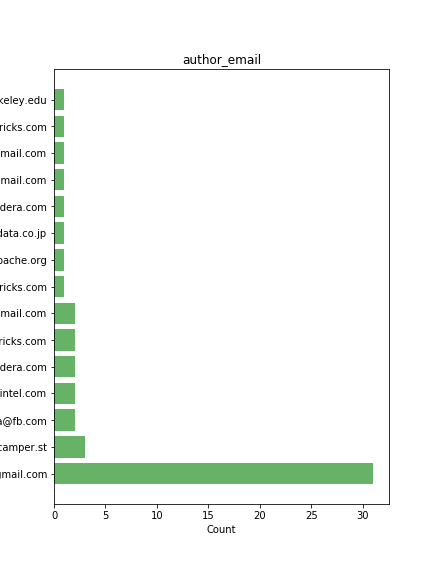 author_email
keley.edu
ricks.com
mail.com
mail.com
dera.com
data.co.jp
pache.org
ricks.com
mail.com
ricks.com
dera.com
intel.com
a@fb.com
camper.st
gmail.com
0 5 10 15 20 25 30
Count